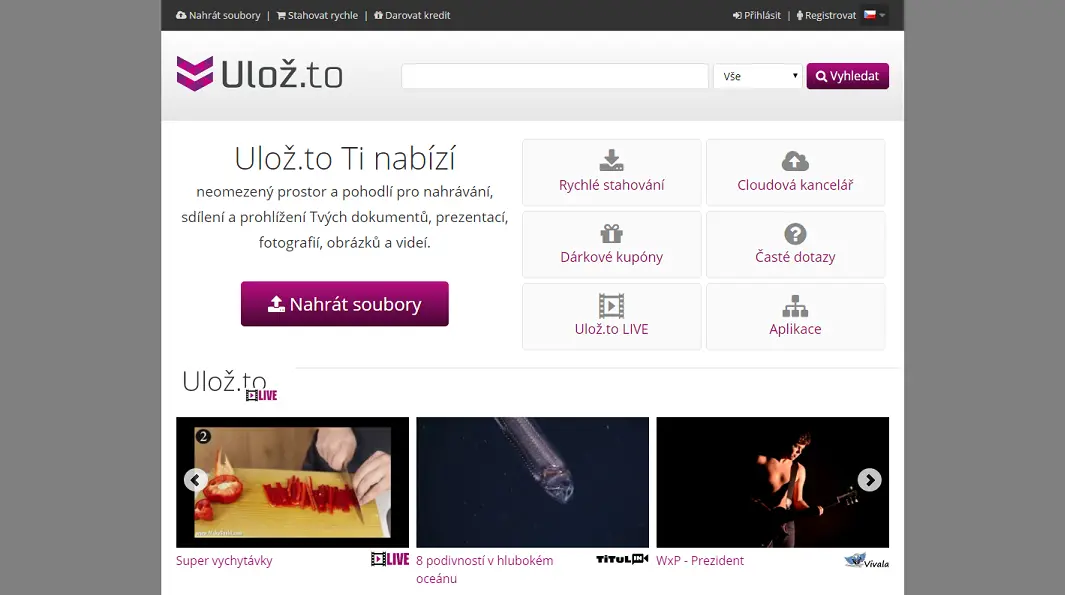 Nahrát soubory | Stahovat rychle | Darovat kredit
Přihlásit | Registrovat
Ulož.to
Vše
Vyhledat
Ulož.to Ti nabízí
neomezený prostor a pohodlí pro nahrávání,
sdílení a prohlížení Tvých dokumentů, prezentací,
fotografií, obrázků a videí.
Nahrát soubory
Rychlé stahování
Cloudová kancelář
Dárkové kupóny
Časté dotazy
Ulož.to LIVE
Aplikace
Ulož.to
LIVE
2
Super vychytávky
LIVE
8 podivností v hlubokém
oceánu
TiTUL
WxP - Prezident
Vivala